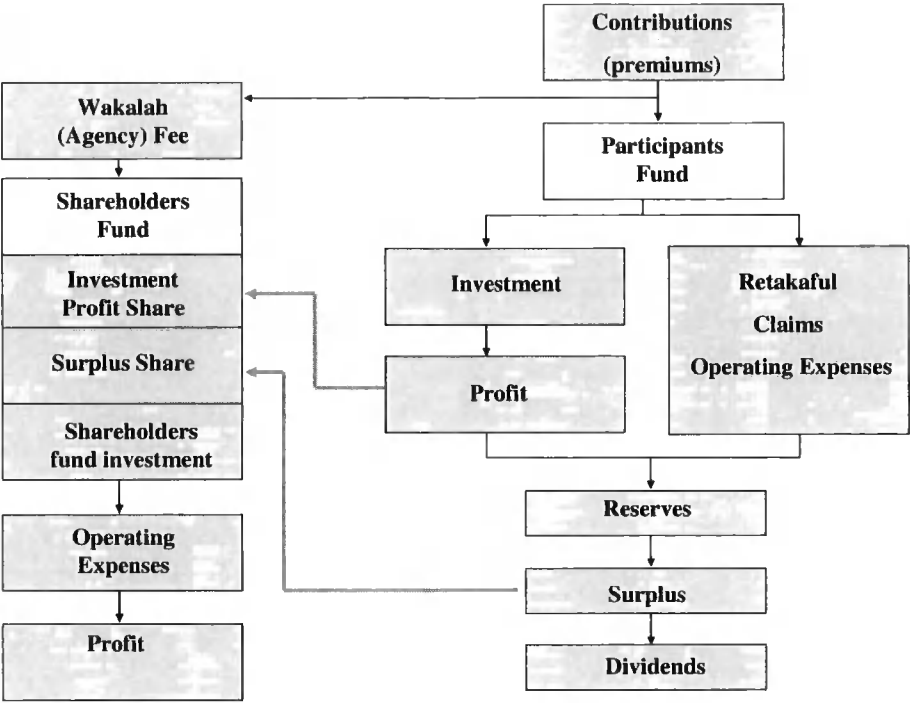 Contributions
(premiums)
Wakalah
(Agency) Fee
Participants
Fund
Shareholders
Fund
Investment
Profit Share
Surplus Share
Shareholders
fund investment
Operating
Expenses
Profit
Investment
Profit
Retakaful
Claims
Operating Expenses
Reserves
Surplus
Dividends